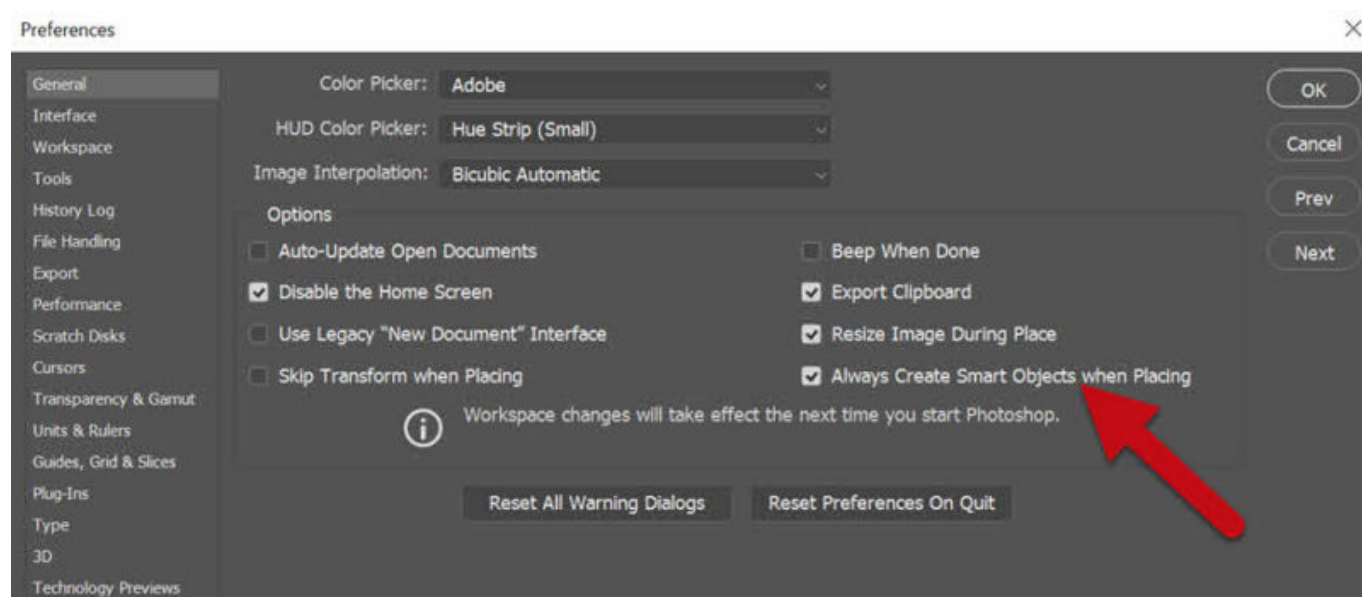 Preferences
General
Interface
Workspace
Tools
History Log
File Handling
Export
Performance
Scratch Disks
Cursors
Transparency & Gamut
Units & Rulers
Guides, Grid & Slices
Plug-Ins
Type
3D
Technology Previews
Color Picker: Adobe
HUD Color Picker: Hue Strip (Small)
Image Interpolation: Bicubic Automatic
Options
Auto-Update Open Documents
Disable the Home Screen
Use Legacy “New Document” Interface
Skip Transform when Placing
Beep When Done
Export Clipboard
Resize Image During Place
Always Create Smart Objects when Placing
Workspace changes will take effect the next time you start Photoshop.
Reset All Warning Dialogs
Reset Preferences On Quit
OK
Cancel
Prev
Next